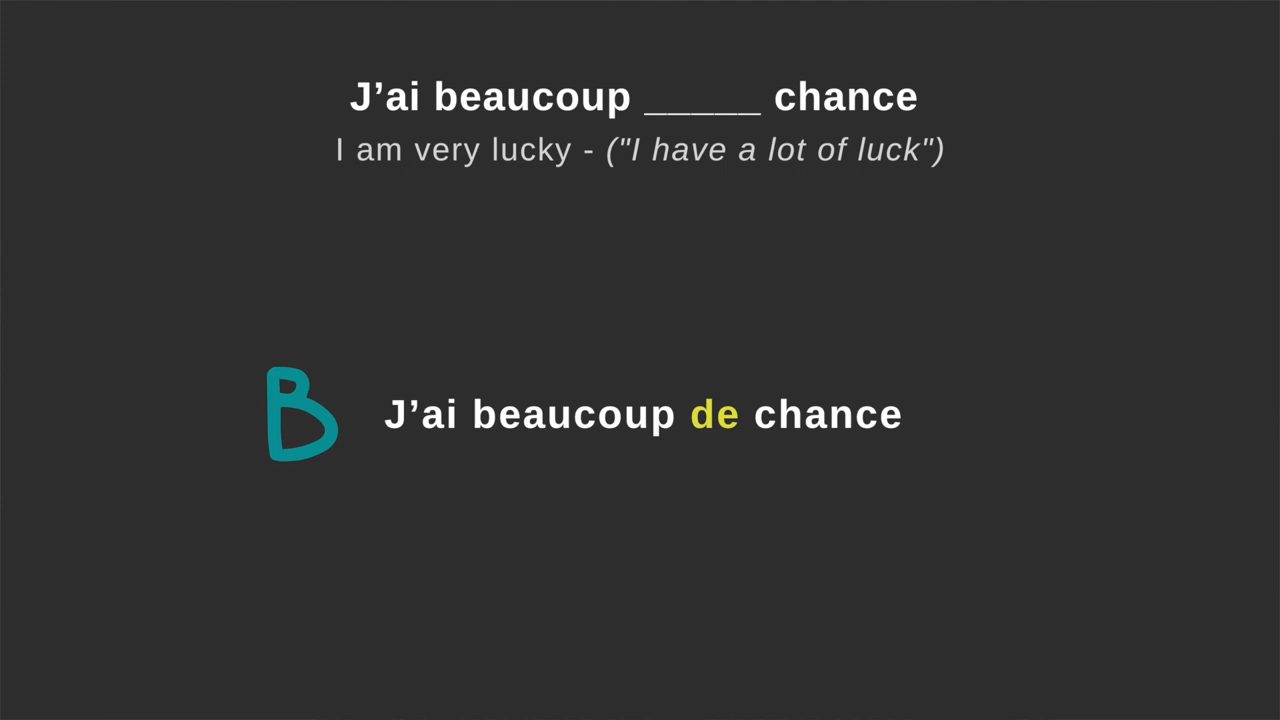 J’ai beaucoup _____ chance
I am very lucky - ("I have a lot of luck")
B J’ai beaucoup de chance